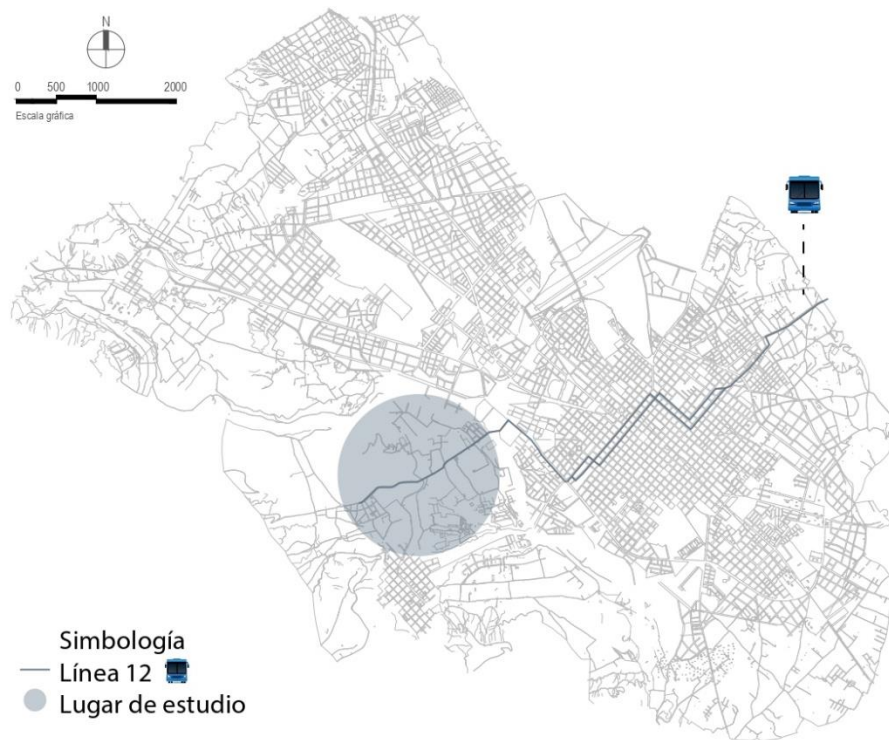 N
0 500 1000 2000
Escala gráfica
Simbología
Línea 12
Lugar de estudio